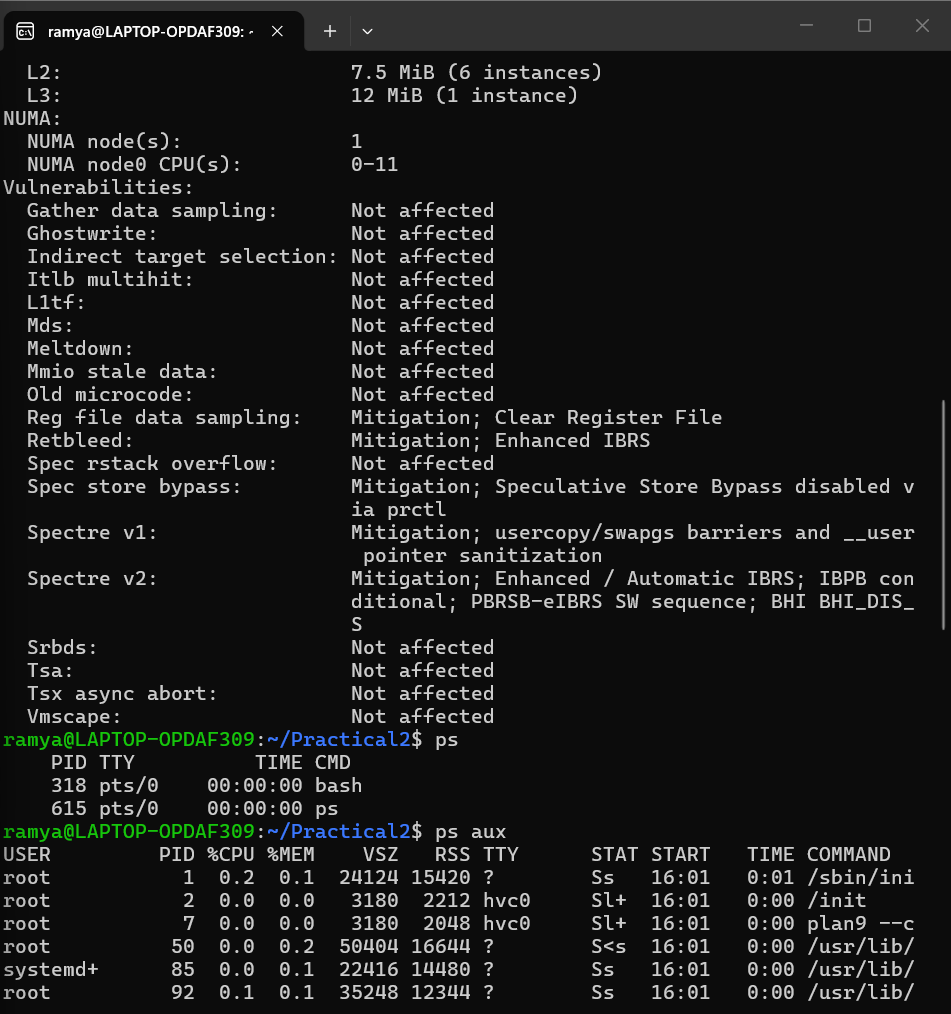 ramya@LAPTOP-OPDAF309: ~
L2: 7.5 MiB (6 instances)
L3: 12 MiB (1 instance)
NUMA:
NUMA node(s): 1
NUMA node0 CPU(s): 0-11
Vulnerabilities:
Gather data sampling: Not affected
Ghostwrite: Not affected
Indirect target selection: Not affected
Itlb multihit: Not affected
L1tf: Not affected
Mds: Not affected
Meltdown: Not affected
Mmio stale data: Not affected
Old microcode: Not affected
Reg file data sampling: Mitigation; Clear Register File
Retbleed: Mitigation; Enhanced IBRS
Spec rstack overflow: Not affected
Spec store bypass: Mitigation; Speculative Store Bypass disabled v
ia prctl
Spectre v1: Mitigation; usercopy/swapgs barriers and __user
pointer sanitization
Spectre v2: Mitigation; Enhanced / Automatic IBRS; IBPB con
ditional; PBRSB-eIBRS SW sequence; BHI BHI_DIS_
S
Srbds: Not affected
Tsa: Not affected
Tsx async abort: Not affected
Vmscape: Not affected
ramya@LAPTOP-OPDAF309:~/Practical2$ ps
PID TTY TIME CMD
318 pts/0 00:00:00 bash
615 pts/0 00:00:00 ps
ramya@LAPTOP-OPDAF309:~/Practical2$ ps aux
USER PID %CPU %MEM VSZ RSS TTY STAT START TIME COMMAND
root 1 0.2 0.1 24124 15420 ? Ss 16:01 0:01 /sbin/ini
root 2 0.0 0.0 3180 2212 hvc0 Sl+ 16:01 0:00 /init
root 7 0.0 0.0 3180 2048 hvc0 Sl+ 16:01 0:00 plan9 --c
root 50 0.0 0.2 50404 16644 ? S<s 16:01 0:00 /usr/lib/
systemd+ 85 0.0 0.1 22416 14480 ? Ss 16:01 0:00 /usr/lib/
root 92 0.1 0.1 35248 12344 ? Ss 16:01 0:00 /usr/lib/